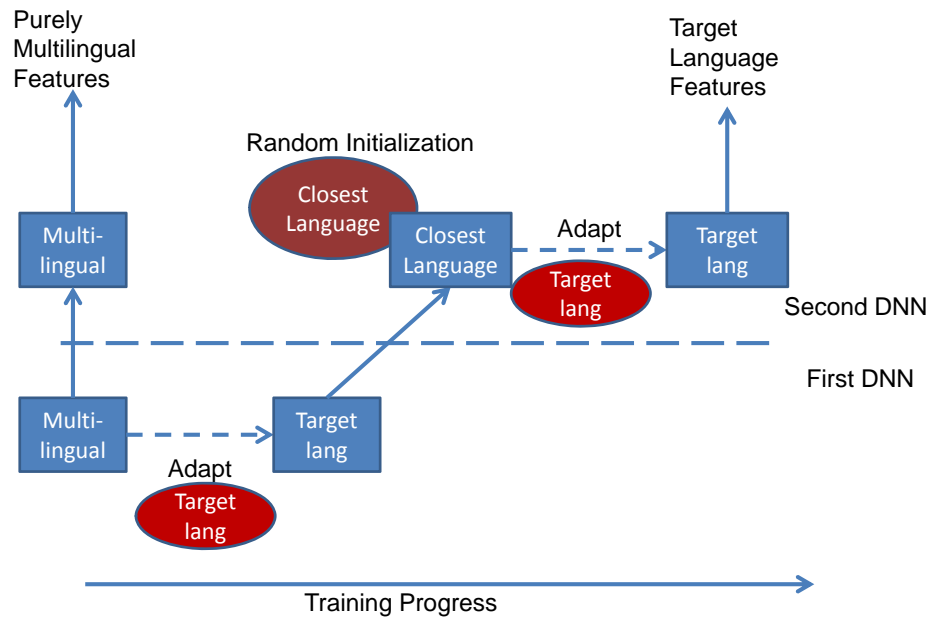 Purely
Multilingual
Features
Target
Language
Features
Random Initialization
Closest
Language
Multi-
lingual
Closest
Language
Adapt
Target
lang
Target
lang
Second DNN
First DNN
Multi-
lingual
Target
lang
Adapt
Target
lang
Training Progress